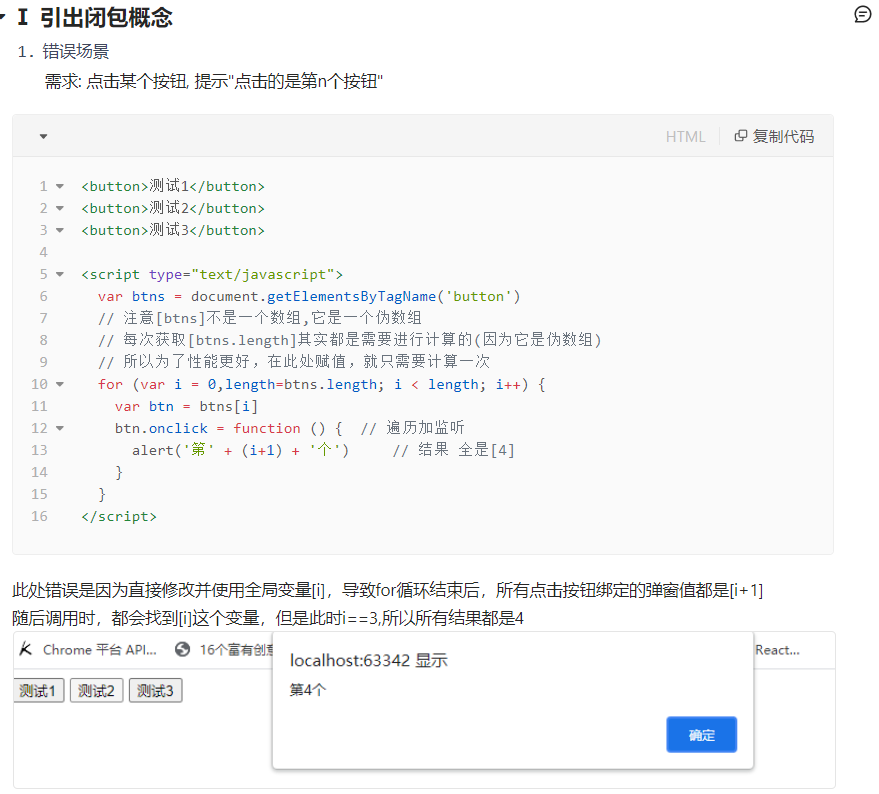 I 引出闭包概念
1. 错误场景
需求: 点击某个按钮, 提示"点击的是第n个按钮"
HTML 复制代码
1 <button>测试1</button>
2 <button>测试2</button>
3 <button>测试3</button>
4
5 <script type="text/javascript">
6 var btns = document.getElementsByTagName('button')
7 // 注意[btns]不是一个数组,它是一个伪数组
8 // 每次获取[btns.length]其实都是需要进行计算的(因为它是伪数组)
9 // 所以为了性能更好，在此处赋值，就只需要计算一次
10 for (var i = 0,length=btns.length; i < length; i++) {
11 var btn = btns[i]
12 btn.onclick = function () { // 遍历加监听
13 alert('第' + (i+1) + '个') // 结果 全是[4]
14 }
15 }
16 </script>
此处错误是因为直接修改并使用全局变量[i]，导致for循环结束后，所有点击按钮绑定的弹窗值都是[i+1]
随后调用时，都会找到[i]这个变量，但是此时i==3,所以所有结果都是4
Chrome 平台 API... 16个富有创意 React...
localhost:63342 显示
第4个
测试1 测试2 测试3
确定